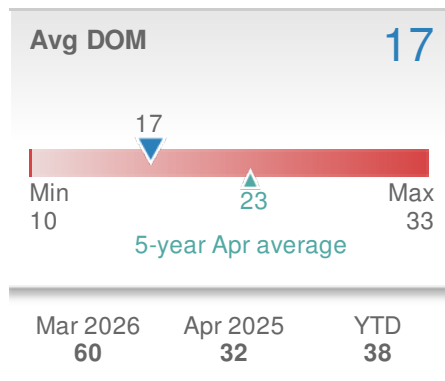 Avg DOM 17
17
Min 23 Max
10 33
5-year Apr average
Mar 2026 Apr 2025 YTD
60 32 38